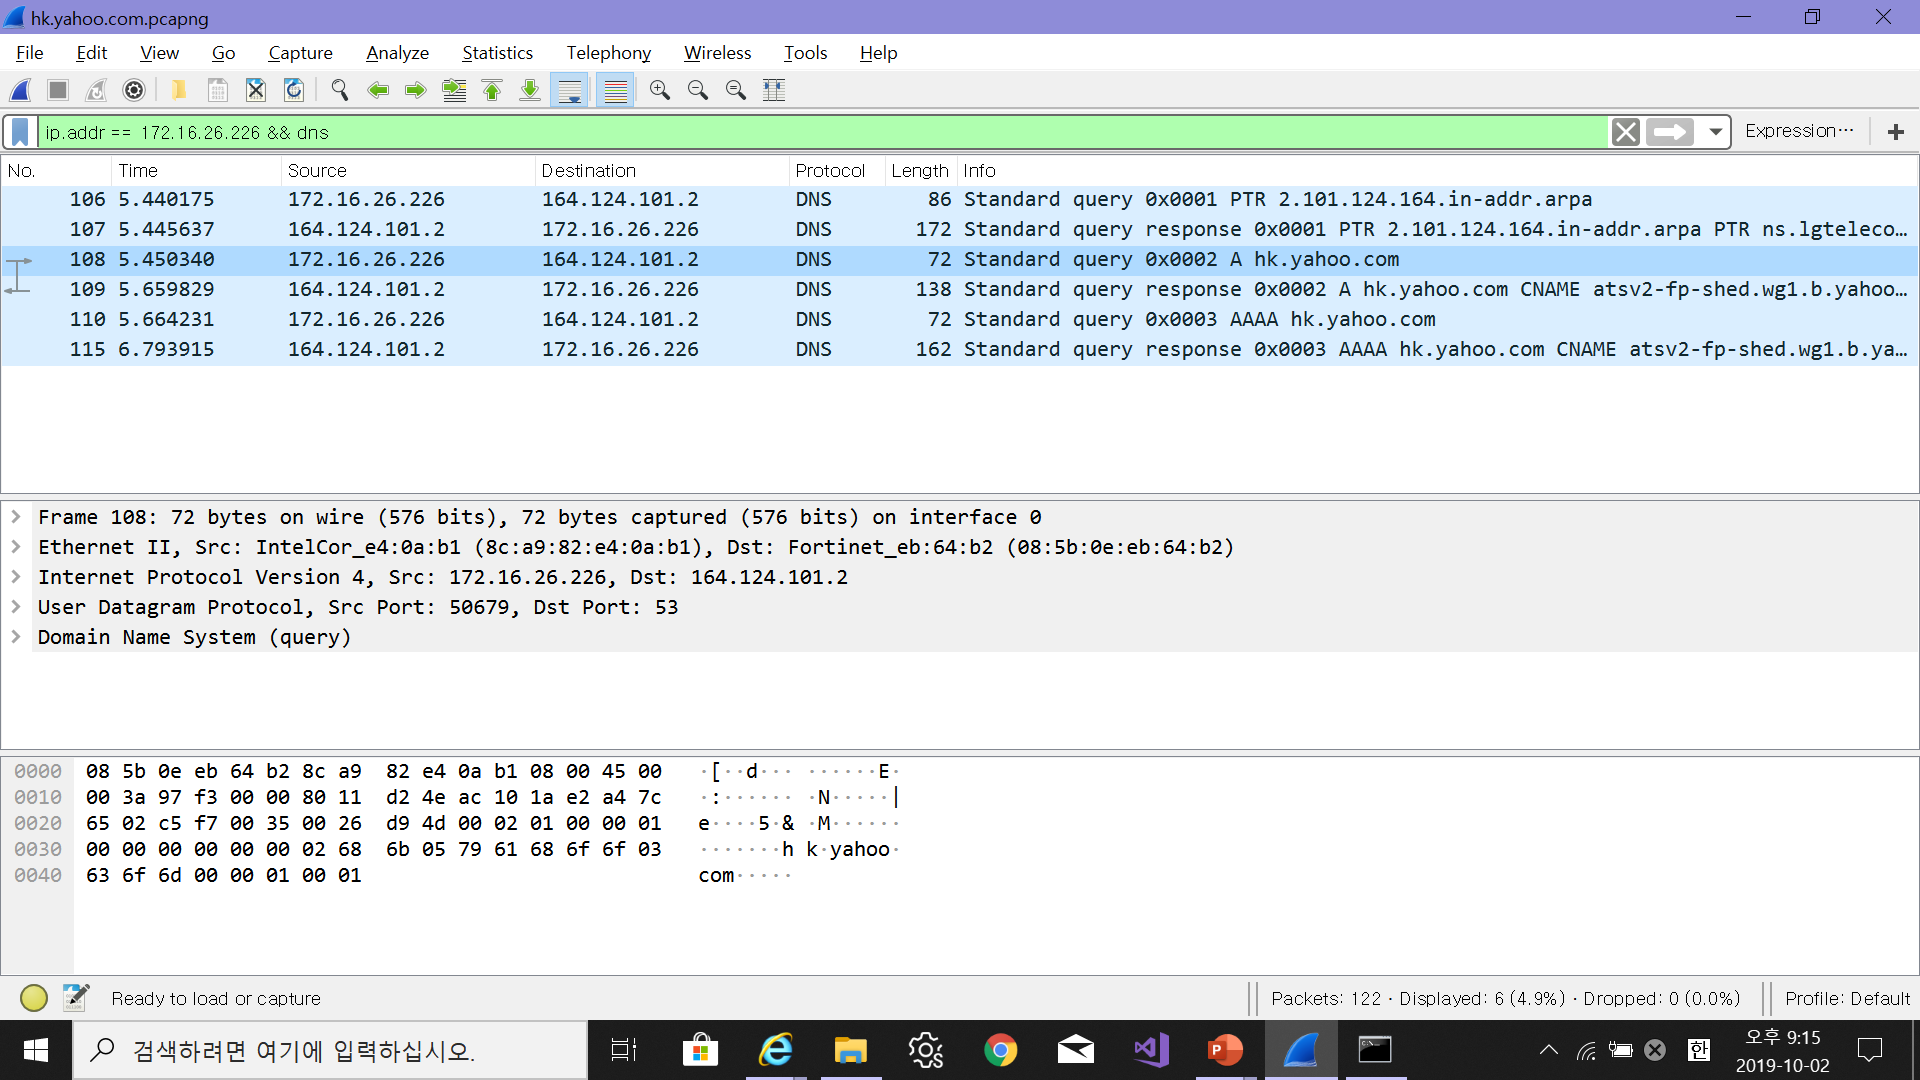 hk.yahoo.com.pcapng
File Edit View Go Capture Analyze Statistics Telephony Wireless Tools Help
ip.addr == 172.16.26.226 && dns Expression…
No. Time Source Destination Protocol Length Info
106 5.440175 172.16.26.226 164.124.101.2 DNS 86 Standard query 0x0001 PTR 2.101.124.164.in-addr.arpa
107 5.445637 164.124.101.2 172.16.26.226 DNS 172 Standard query response 0x0001 PTR 2.101.124.164.in-addr.arpa PTR ns.lgteleco…
108 5.450340 172.16.26.226 164.124.101.2 DNS 72 Standard query 0x0002 A hk.yahoo.com
109 5.659829 164.124.101.2 172.16.26.226 DNS 138 Standard query response 0x0002 A hk.yahoo.com CNAME atsv2-fp-shed.wg1.b.yahoo…
110 5.664231 172.16.26.226 164.124.101.2 DNS 72 Standard query 0x0003 AAAA hk.yahoo.com
115 6.793915 164.124.101.2 172.16.26.226 DNS 162 Standard query response 0x0003 AAAA hk.yahoo.com CNAME atsv2-fp-shed.wg1.b.ya…
Frame 108: 72 bytes on wire (576 bits), 72 bytes captured (576 bits) on interface 0
Ethernet II, Src: IntelCor_e4:0a:b1 (8c:a9:82:e4:0a:b1), Dst: Fortinet_eb:64:b2 (08:5b:0e:eb:64:b2)
Internet Protocol Version 4, Src: 172.16.26.226, Dst: 164.124.101.2
User Datagram Protocol, Src Port: 50679, Dst Port: 53
Domain Name System (query)
0000 08 5b 0e eb 64 b2 8c a9 82 e4 0a b1 08 00 45 00 ·[··d··· ······E·
0010 00 3a 97 f3 00 00 80 11 d2 4e ac 10 1a e2 a4 7c ·:······ ·N·····|
0020 65 02 c5 f7 00 35 00 26 d9 4d 00 02 01 00 00 01 e····5·& ·M······
0030 00 00 00 00 00 00 02 68 6b 05 79 61 68 6f 6f 03 ·······h k·yahoo·
0040 63 6f 6d 00 00 01 00 01 com·····
Ready to load or capture Packets: 122 · Displayed: 6 (4.9%) · Dropped: 0 (0.0%) Profile: Default
검색하려면 여기에 입력하십시오. 한 오후 9:15
2019-10-02